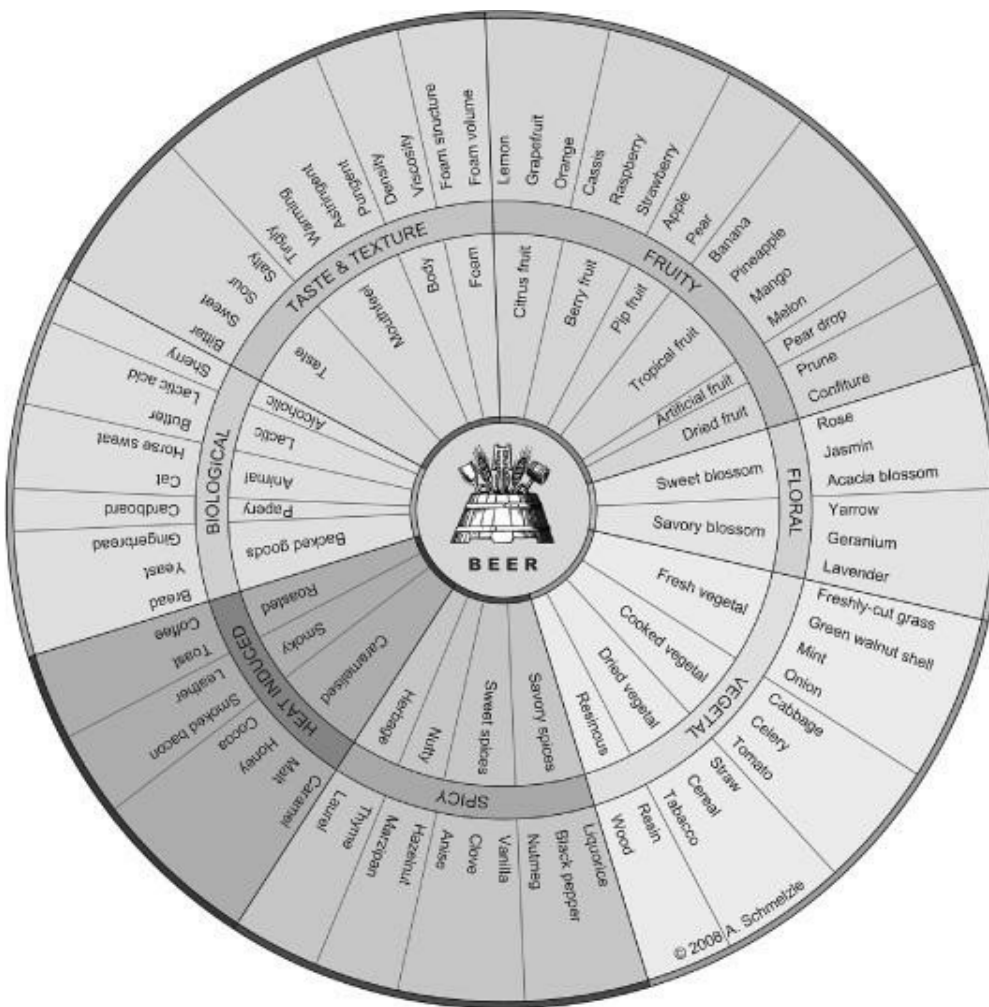 BEER
FRUITY
Citrus fruit
Lemon
Grapefruit
Orange
Berry fruit
Cassis
Raspberry
Strawberry
Pip fruit
Apple
Pear
Tropical fruit
Banana
Pineapple
Mango
Melon
Artificial fruit
Pear drop
Dried fruit
Prune
Confiture
FLORAL
Sweet blossom
Rose
Jasmin
Acacia blossom
Savory blossom
Yarrow
Geranium
Lavender
VEGETAL
Fresh vegetal
Freshly-cut grass
Green walnut shell
Mint
Onion
Cooked vegetal
Cabbage
Celery
Tomato
Dried vegetal
Straw
Cereal
Tabacco
Resinous
Resin
Wood
SPICY
Savory spices
Liquorice
Black pepper
Nutmeg
Sweet spices
Vanilla
Clove
Anise
Nutty
Hazelnut
Marzipan
Herbage
Thyme
Laurel
HEAT INDUCED
Caramelised
Caramel
Malt
Honey
Cocoa
Smoky
Smoked bacon
Leather
Roasted
Toast
Coffee
BIOLOGICAL
Backed goods
Bread
Yeast
Gingerbread
Papery
Cardboard
Animal
Cat
Horse sweat
Lactic
Butter
Lactic acid
Alcoholic
Sherry
TASTE & TEXTURE
Taste
Bitter
Sweet
Sour
Salty
Mouthfeel
Tingly
Warming
Astringent
Pungent
Body
Density
Viscosity
Foam
Foam structure
Foam volume
© 2008 A. Schmelzle